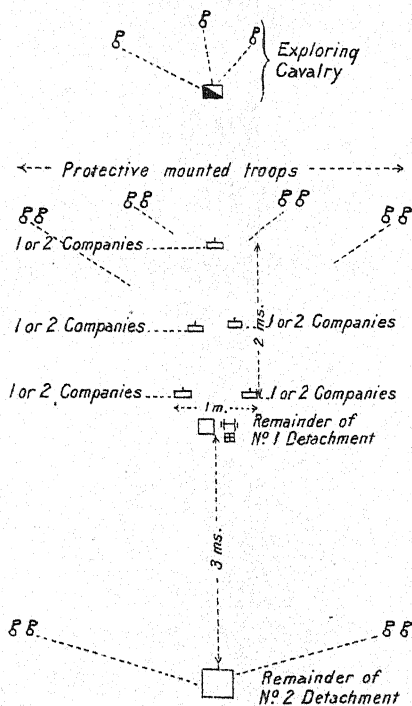 Exploring
Cavalry
Protective mounted troops
1 or 2 Companies
1 or 2 Companies
1 or 2 Companies
2 ms.
1 or 2 Companies
1 or 2 Companies
1 m.
Remainder of
Nº 1 Detachment
3 ms.
Remainder of
Nº 2 Detachment